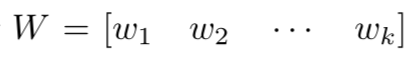 W = [w₁ w₂ ⋯ wₖ]